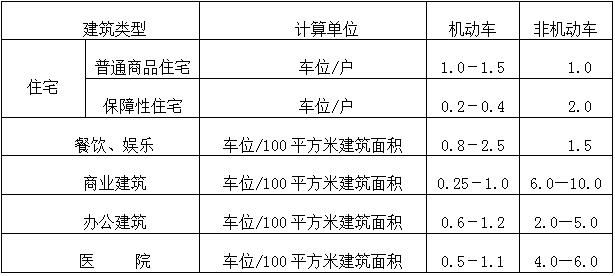 建筑类型 计算单位 机动车 非机动车
住宅 普通商品住宅 车位/户 1.0－1.5 1.0
保障性住宅 车位/户 0.2－0.4 2.0
餐饮、娱乐 车位/100 平方米建筑面积 0.8－2.5 1.5
商业建筑 车位/100 平方米建筑面积 0.25－1.0 6.0－10.0
办公建筑 车位/100 平方米建筑面积 0.6－1.2 2.0－5.0
医 院 车位/100 平方米建筑面积 0.5－1.1 4.0－6.0